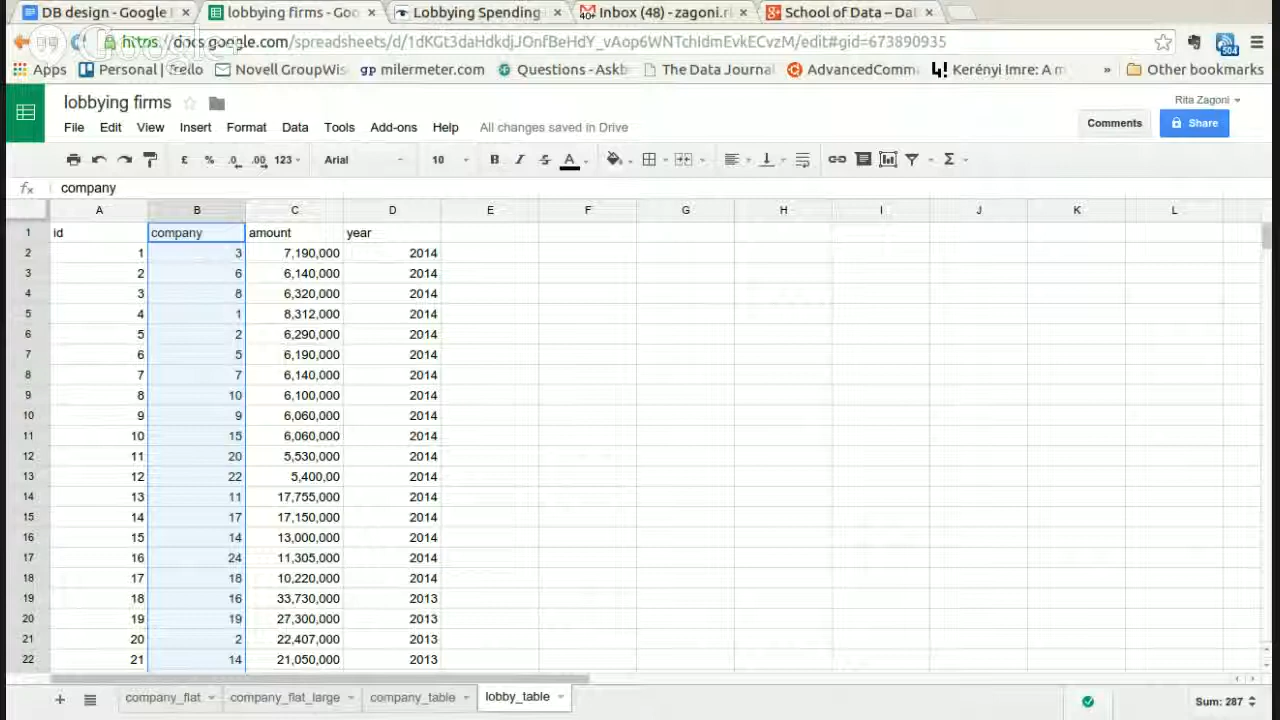 DB design - Google
lobbying firms - Goo
Lobbying Spending
Inbox (48) - zagoni.ri
School of Data – Dat
https://docs.google.com/spreadsheets/d/1dKGt3daHdkdjJOnfBeHdY_vAop6WNTchIdmEvkECvzM/edit#gid=673890935
504
Apps Personal | Trello Novell GroupWis gp milermeter.com Questions - Askb The Data Journal AdvancedComm Kerényi Imre: A m » Other bookmarks
lobbying firms
Rita Zagoni
File Edit View Insert Format Data Tools Add-ons Help All changes saved in Drive
Comments Share
£ % .0 .00 123 Arial 10 B I S A Σ
fx company
A B C D E F G H I J K L
1 id company amount year
2 1 3 7,190,000 2014
3 2 6 6,140,000 2014
4 3 8 6,320,000 2014
5 4 1 8,312,000 2014
6 5 2 6,290,000 2014
7 6 5 6,190,000 2014
8 7 7 6,140,000 2014
9 8 10 6,100,000 2014
10 9 9 6,060,000 2014
11 10 15 6,060,000 2014
12 11 20 5,530,000 2014
13 12 22 5,400,00 2014
14 13 11 17,755,000 2014
15 14 17 17,150,000 2014
16 15 14 13,000,000 2014
17 16 24 11,305,000 2014
18 17 18 10,220,000 2014
19 18 16 33,730,000 2013
20 19 19 27,300,000 2013
21 20 2 22,407,000 2013
22 21 14 21,050,000 2013
+ company_flat company_flat_large company_table lobby_table Sum: 287